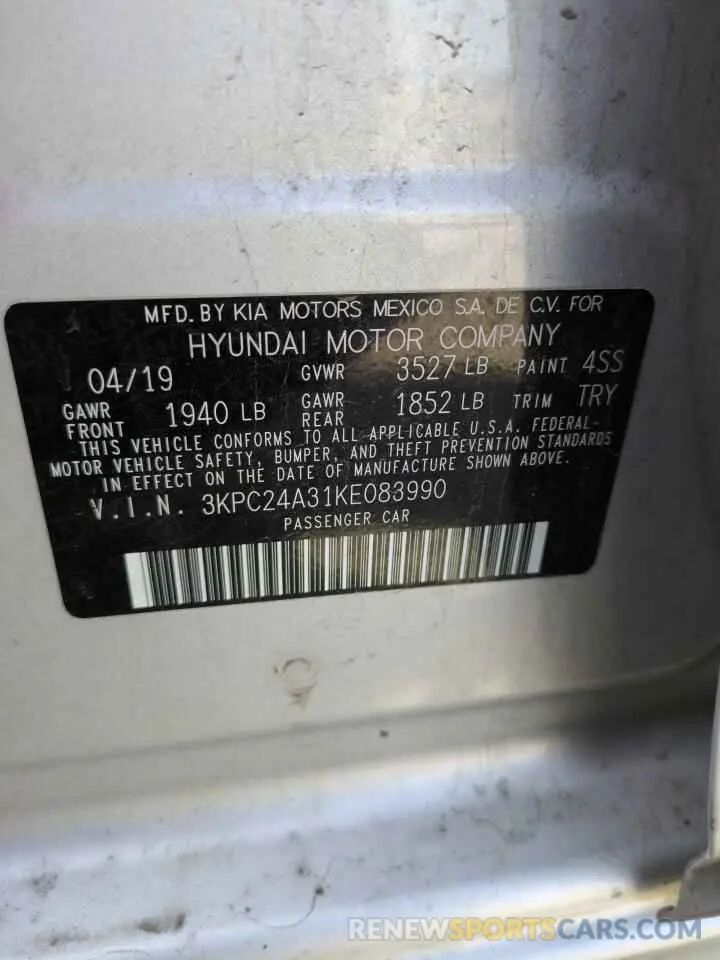 MFD. BY KIA MOTORS MEXICO S.A. DE C.V. FOR
HYUNDAI MOTOR COMPANY
04/19 GVWR 3527 LB PAINT 4SS
GAWR FRONT 1940 LB GAWR REAR 1852 LB TRIM TRY
THIS VEHICLE CONFORMS TO ALL APPLICABLE U.S.A. FEDERAL-
MOTOR VEHICLE SAFETY, BUMPER, AND THEFT PREVENTION STANDARDS
IN EFFECT ON THE DATE OF MANUFACTURE SHOWN ABOVE.
V.I.N. 3KPC24A31KE083990
PASSENGER CAR
RENEWSPORTSCARS.COM